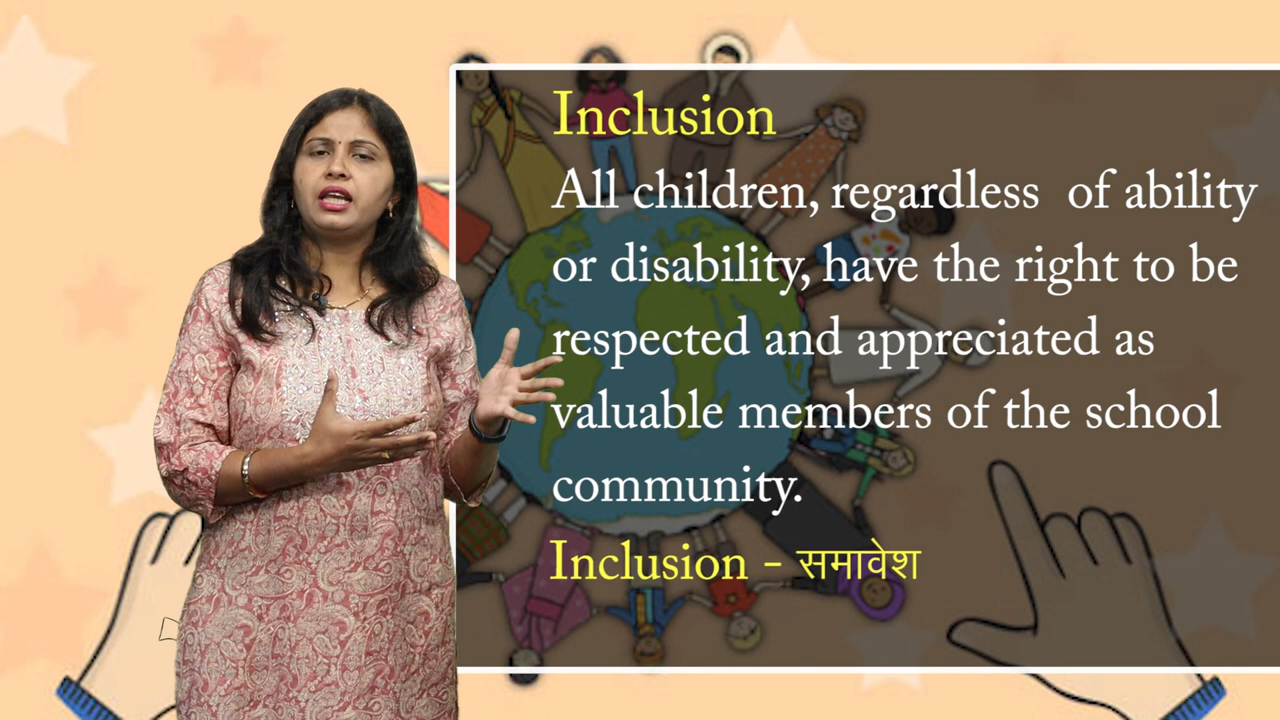 Inclusion
All children, regardless of ability
or disability, have the right to be
respected and appreciated as
valuable members of the school
community.
Inclusion - समावेश